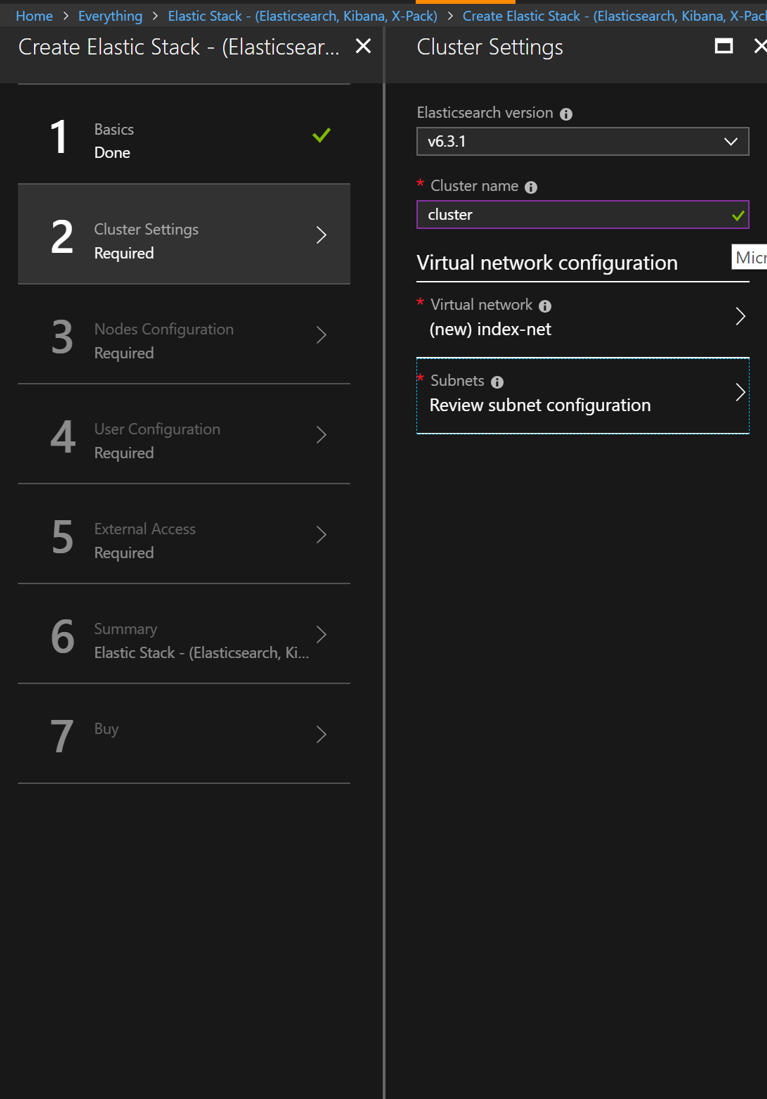 Home > Everything > Elastic Stack - (Elasticsearch, Kibana, X-Pack) > Create Elastic Stack - (Elasticsearch, Kibana, X-Pac
Create Elastic Stack - (Elasticsear...
1
Basics
Done
2
Cluster Settings
Required
3
Nodes Configuration
Required
4
User Configuration
Required
5
External Access
Required
6
Summary
Elastic Stack - (Elasticsearch, Ki...
7
Buy
Cluster Settings
Elasticsearch version
v6.3.1
* Cluster name
cluster
Micr
Virtual network configuration
* Virtual network
(new) index-net
* Subnets
Review subnet configuration